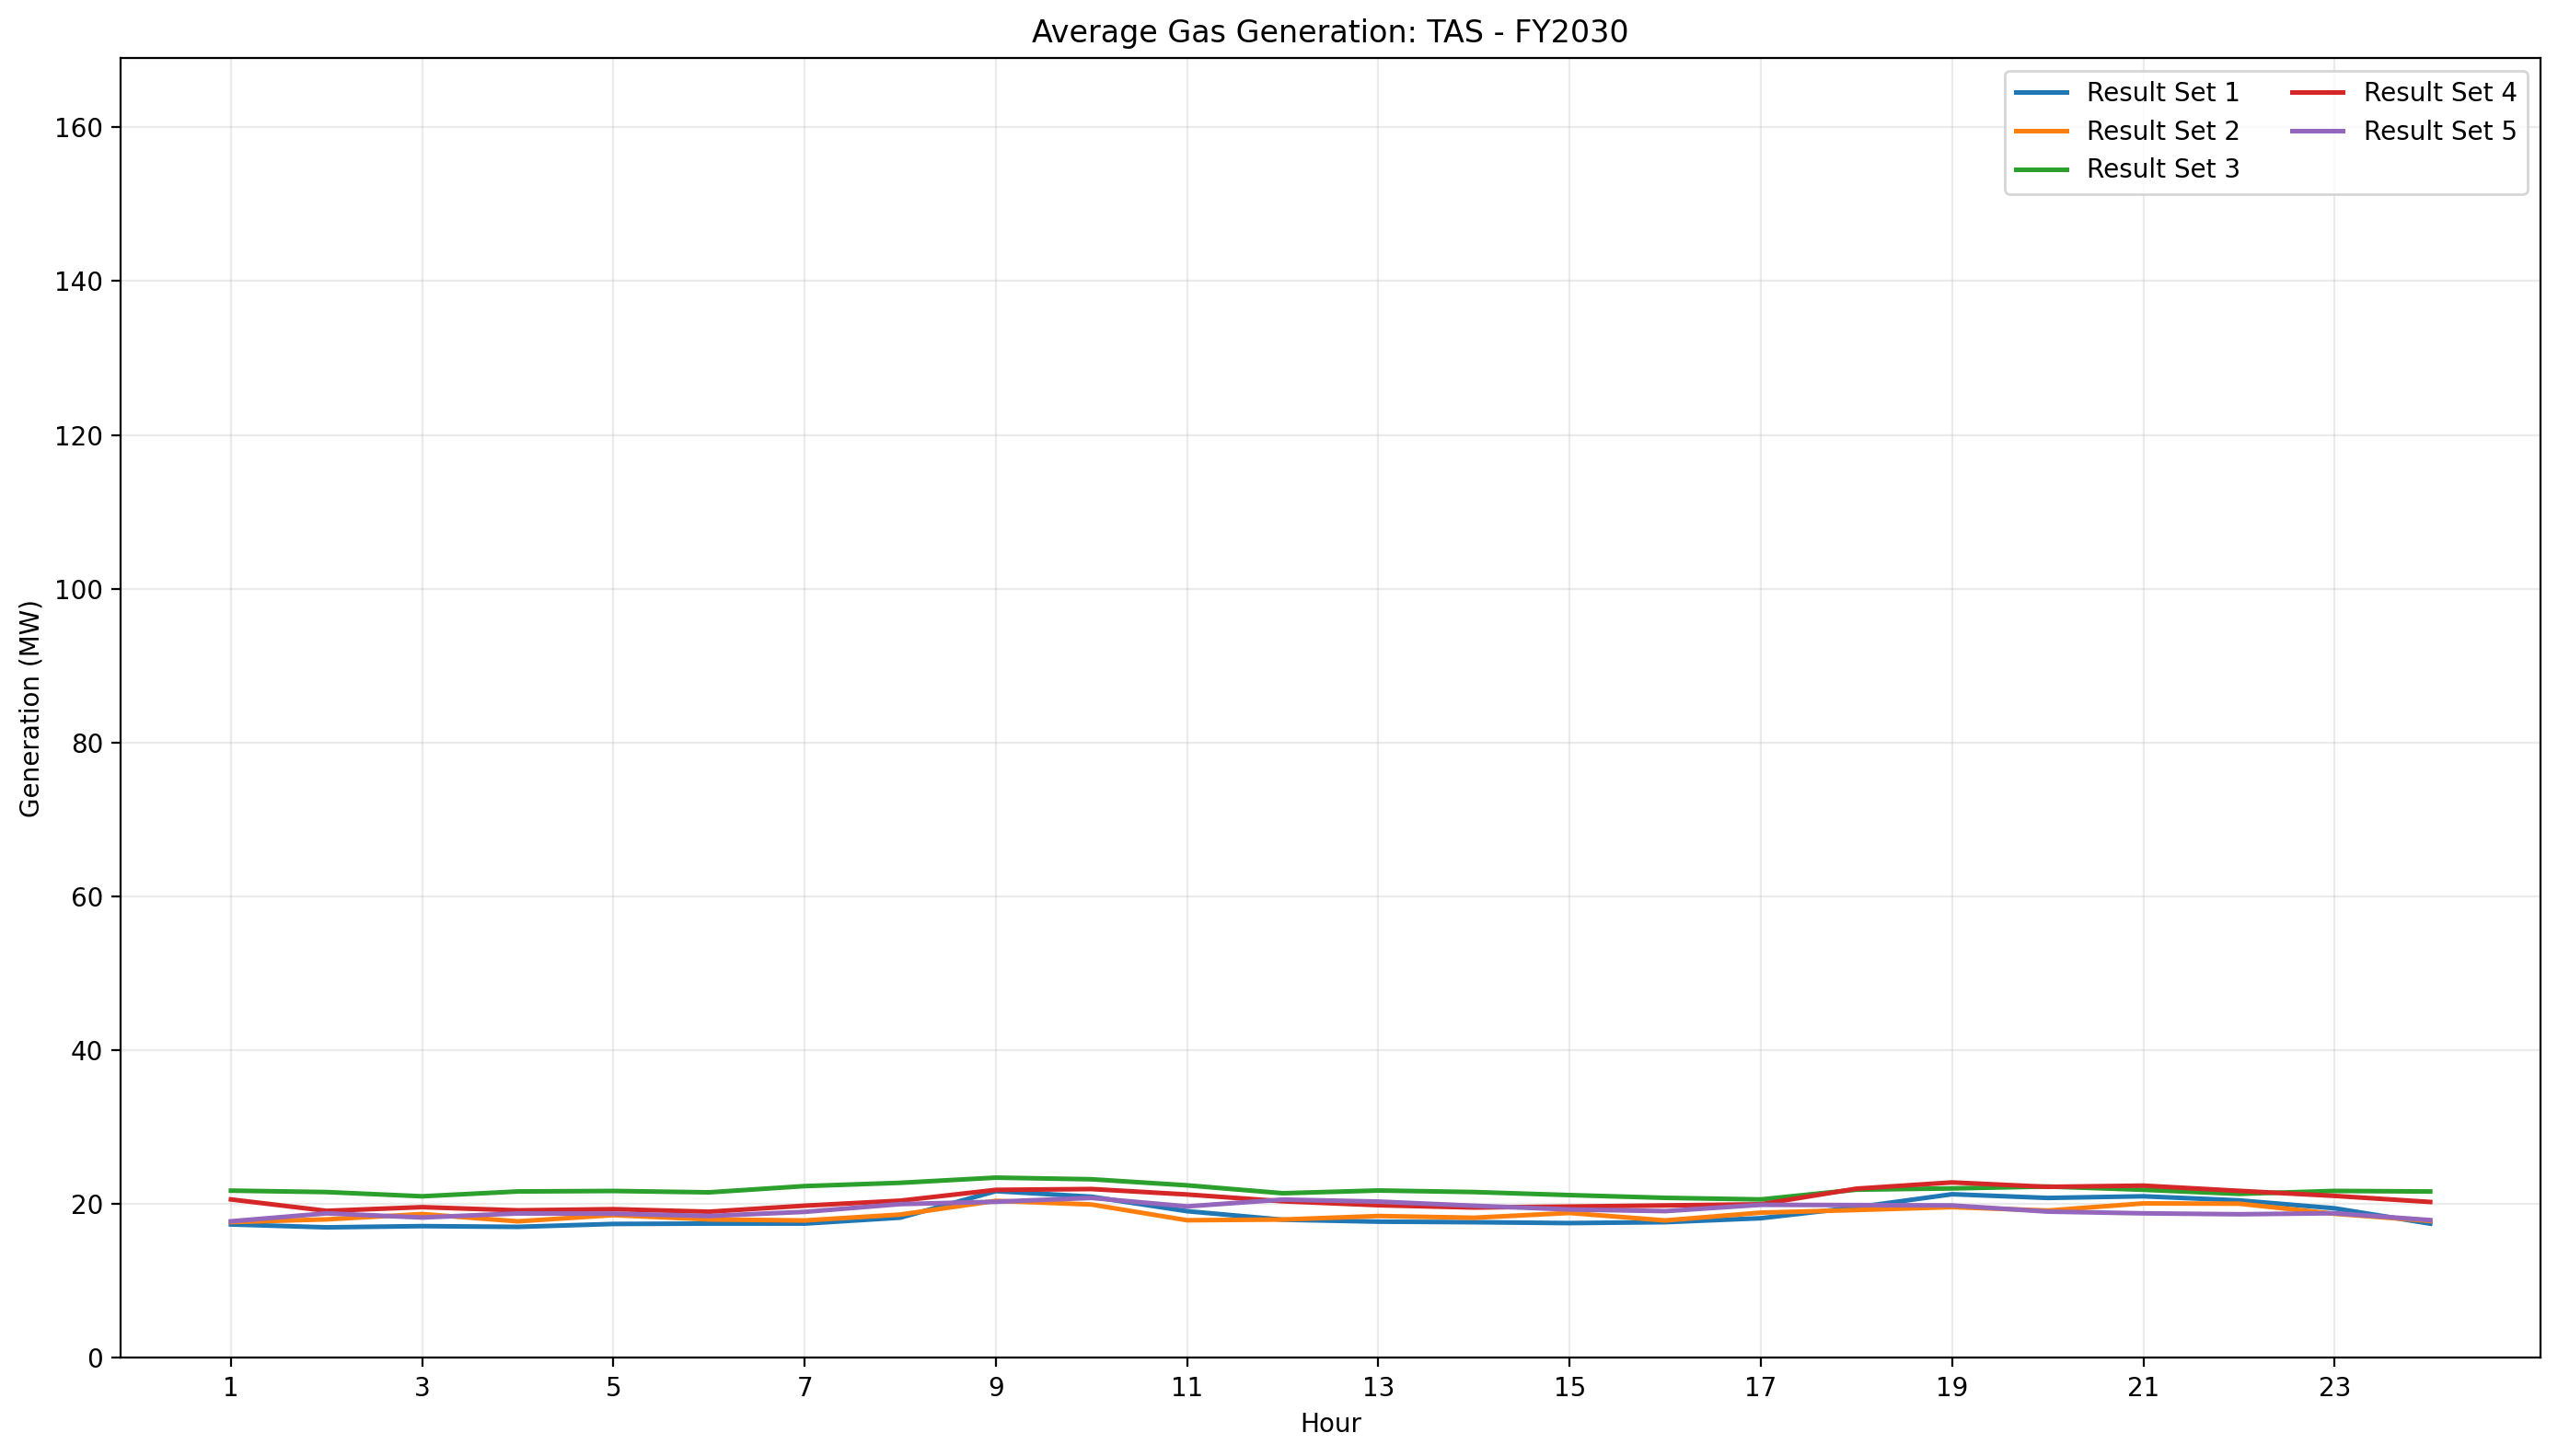 Average Gas Generation: TAS - FY2030
Result Set 1
Result Set 2
Result Set 3
Result Set 4
Result Set 5
Generation (MW)
160
140
120
100
80
60
40
20
0
1 3 5 7 9 11 13 15 17 19 21 23
Hour